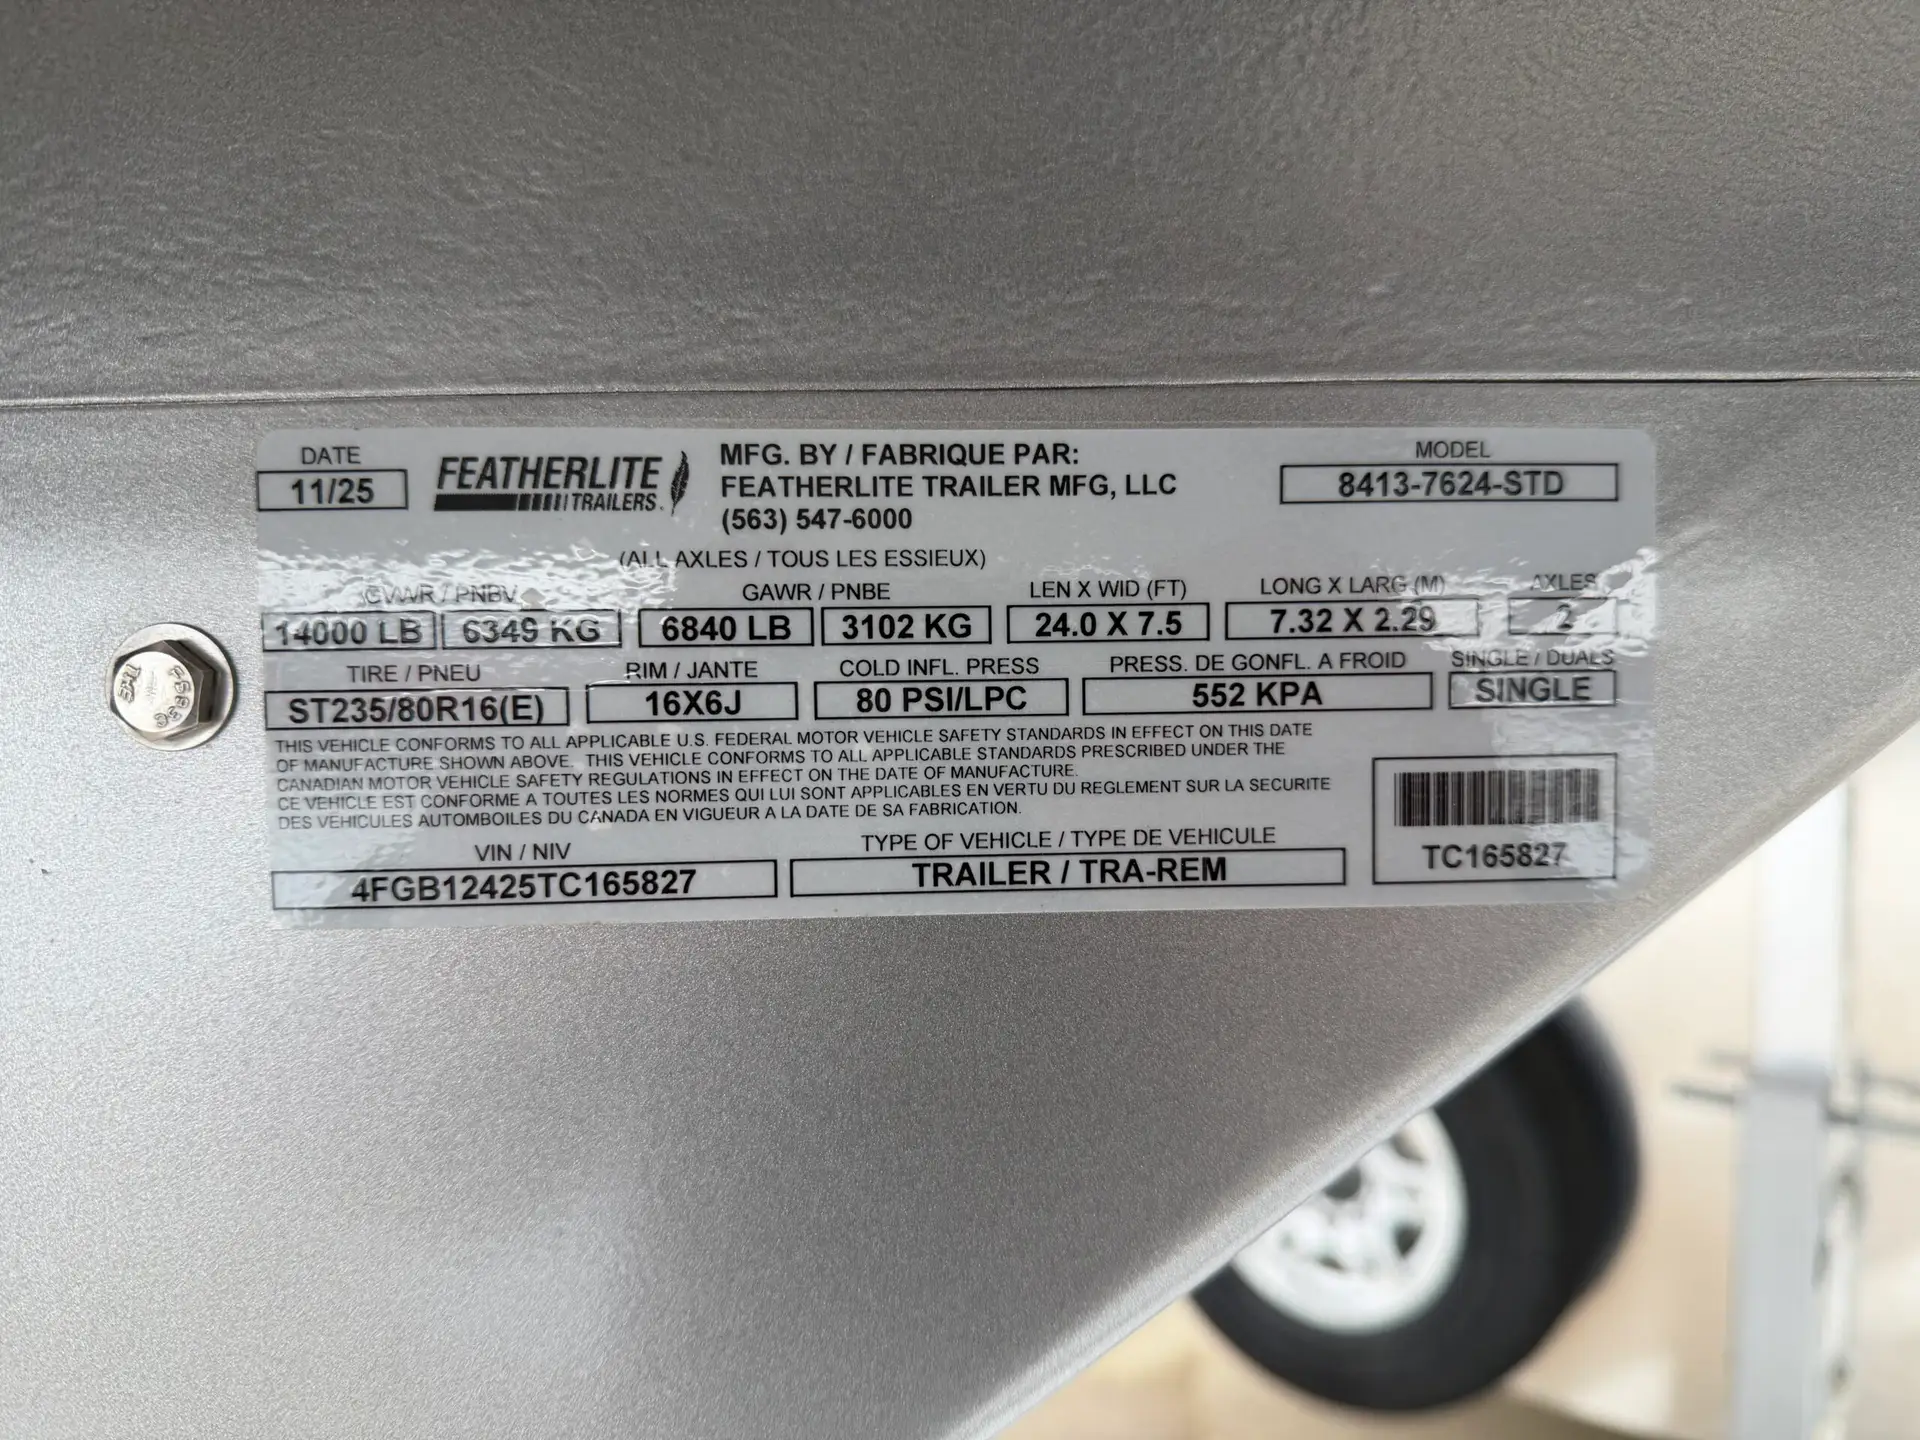 DATE
11/25
FEATHERLITE
TRAILERS
MFG. BY / FABRIQUE PAR:
FEATHERLITE TRAILER MFG, LLC
(563) 547-6000
MODEL
8413-7624-STD
(ALL AXLES / TOUS LES ESSIEUX)
GVWR / PNBV GAWR / PNBE LEN X WID (FT) LONG X LARG (M) AXLES
14000 LB 6349 KG 6840 LB 3102 KG 24.0 X 7.5 7.32 X 2.29 2
TIRE / PNEU RIM / JANTE COLD INFL. PRESS PRESS. DE GONFL. A FROID SINGLE / DUALS
ST235/80R16(E) 16X6J 80 PSI/LPC 552 KPA SINGLE
THIS VEHICLE CONFORMS TO ALL APPLICABLE U.S. FEDERAL MOTOR VEHICLE SAFETY STANDARDS IN EFFECT ON THIS DATE
OF MANUFACTURE SHOWN ABOVE. THIS VEHICLE CONFORMS TO ALL APPLICABLE STANDARDS PRESCRIBED UNDER THE
CANADIAN MOTOR VEHICLE SAFETY REGULATIONS IN EFFECT ON THE DATE OF MANUFACTURE.
CE VEHICLE EST CONFORME A TOUTES LES NORMES QUI LUI SONT APPLICABLES EN VERTU DU REGLEMENT SUR LA SECURITE
DES VEHICULES AUTOMBOILES DU CANADA EN VIGUEUR A LA DATE DE SA FABRICATION.
VIN / NIV TYPE OF VEHICLE / TYPE DE VEHICULE
4FGB12425TC165827 TRAILER / TRA-REM
TC165827